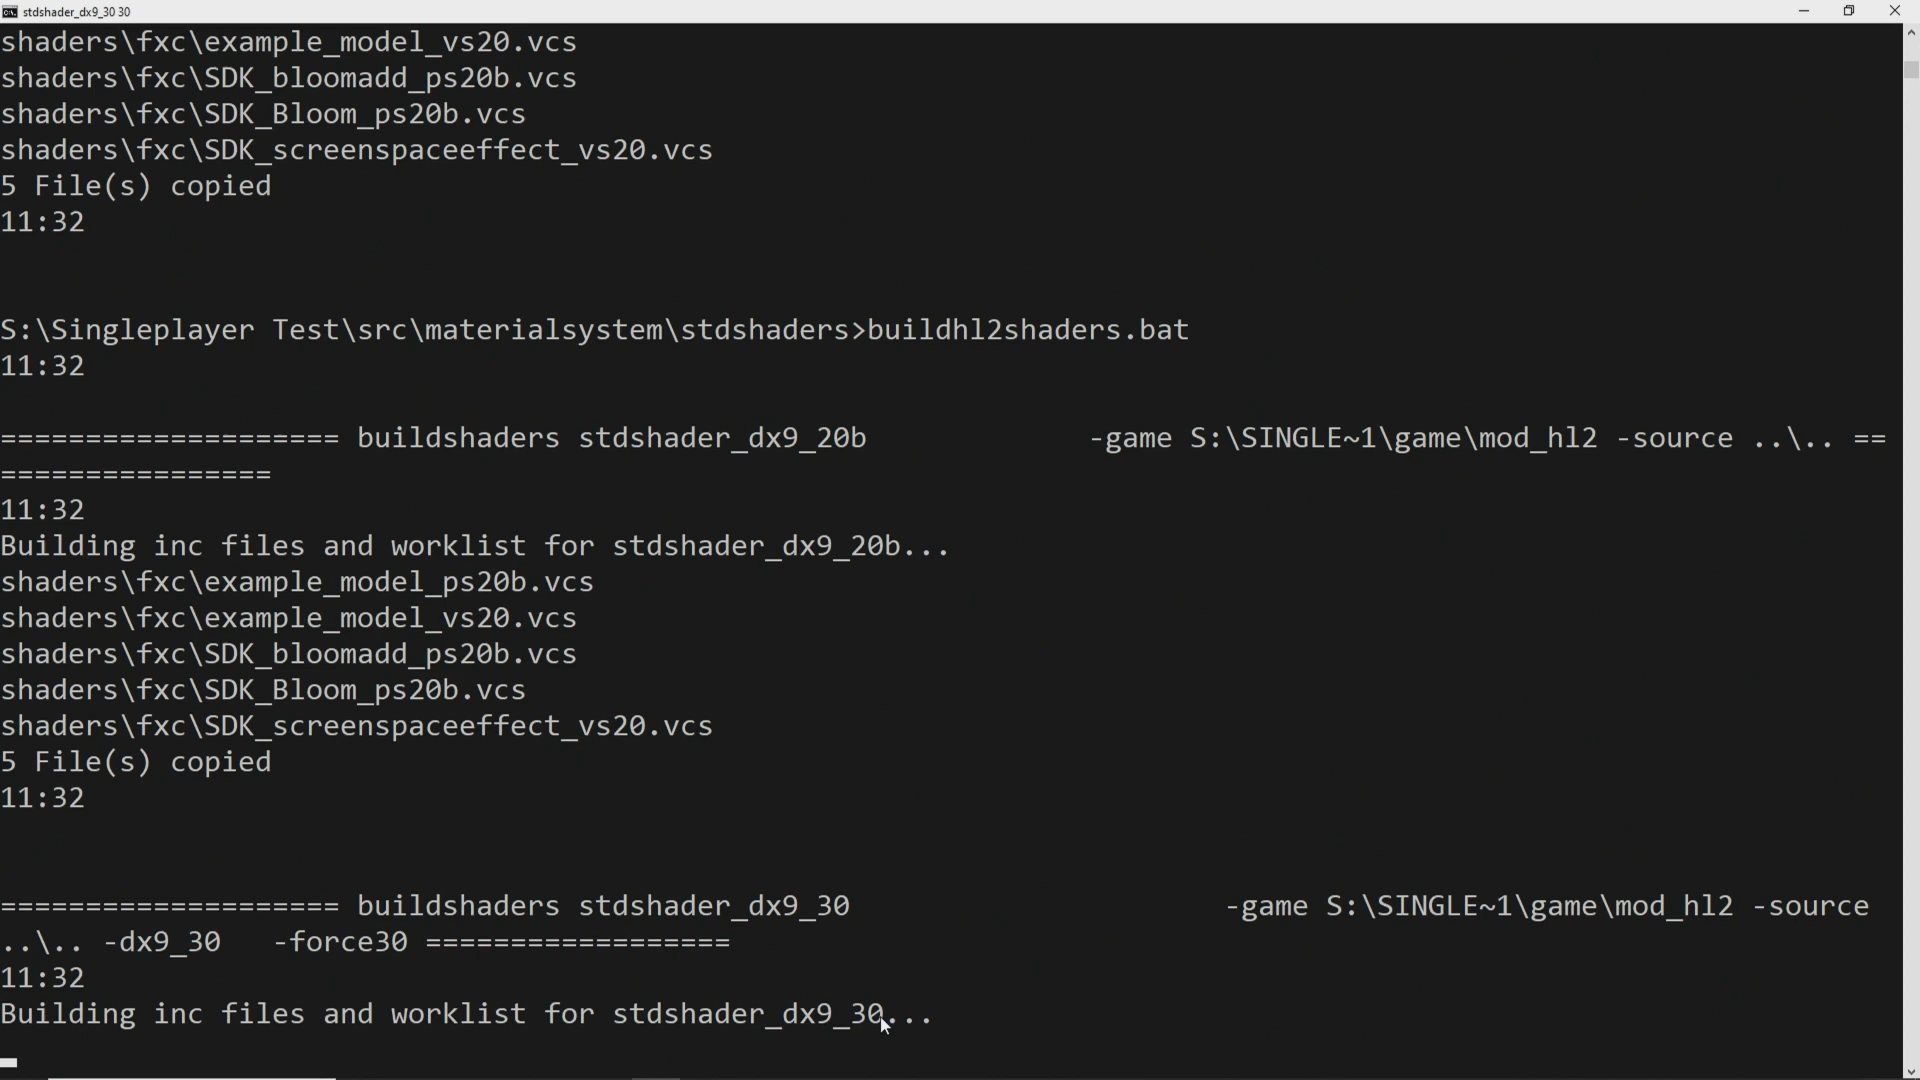 stdshader_dx9_30 30
shaders\fxc\example_model_vs20.vcs
shaders\fxc\SDK_bloomadd_ps20b.vcs
shaders\fxc\SDK_Bloom_ps20b.vcs
shaders\fxc\SDK_screenspaceeffect_vs20.vcs
5 File(s) copied
11:32
S:\Singleplayer Test\src\materialsystem\stdshaders>buildhl2shaders.bat
11:32
==================== buildshaders stdshader_dx9_20b -game S:\SINGLE~1\game\mod_hl2 -source ..\.. ==
================
11:32
Building inc files and worklist for stdshader_dx9_20b...
shaders\fxc\example_model_ps20b.vcs
shaders\fxc\example_model_vs20.vcs
shaders\fxc\SDK_bloomadd_ps20b.vcs
shaders\fxc\SDK_Bloom_ps20b.vcs
shaders\fxc\SDK_screenspaceeffect_vs20.vcs
5 File(s) copied
11:32
==================== buildshaders stdshader_dx9_30 -game S:\SINGLE~1\game\mod_hl2 -source
..\.. -dx9_30 -force30 ==================
11:32
Building inc files and worklist for stdshader_dx9_30...